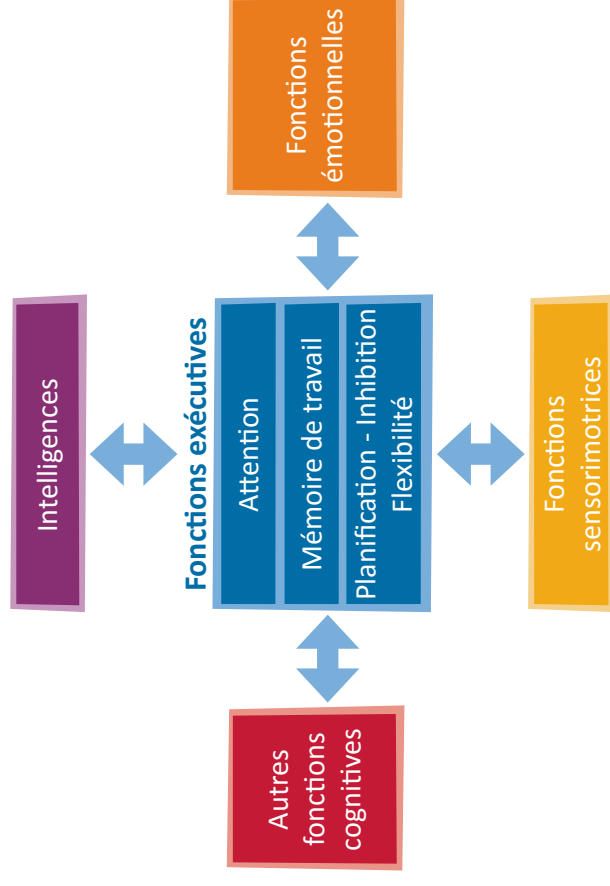 Intelligences
Fonctions exécutives
Attention
Mémoire de travail
Planification - Inhibition
Flexibilité
Autres
fonctions
cognitives
Fonctions
émotionnelles
Fonctions
sensorimotrices